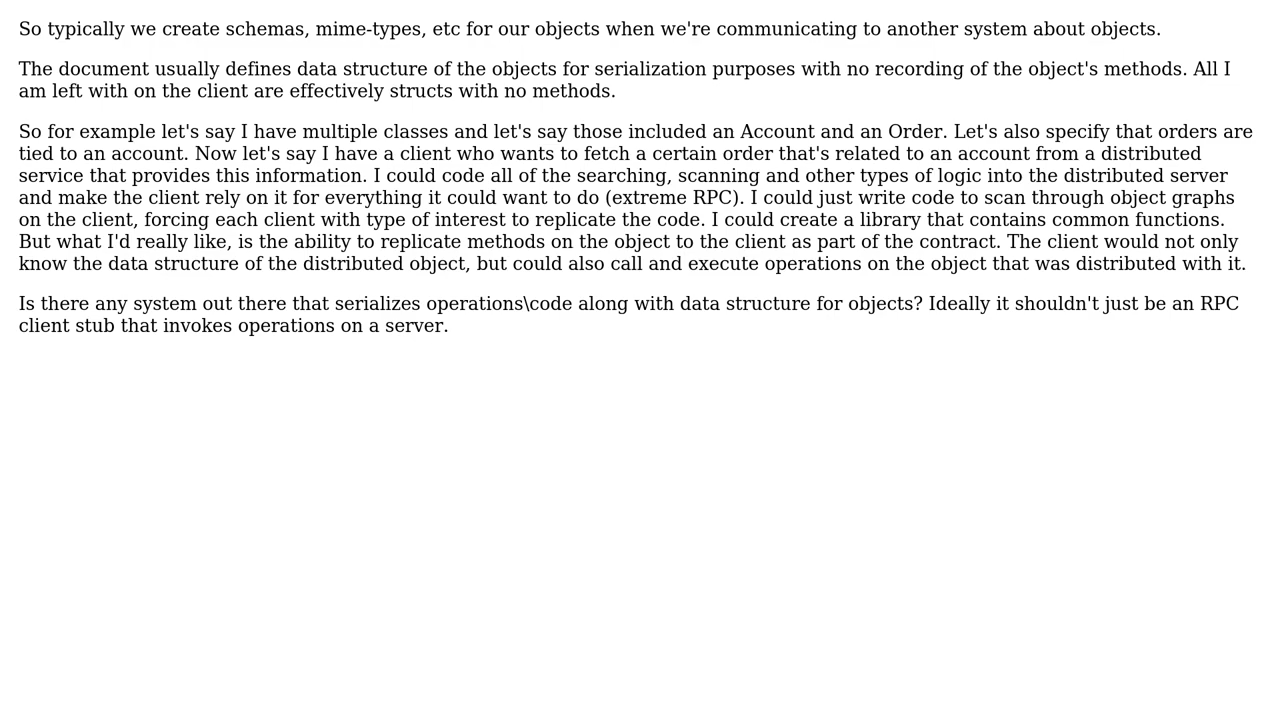 So typically we create schemas, mime-types, etc for our objects when we're communicating to another system about objects.
The document usually defines data structure of the objects for serialization purposes with no recording of the object's methods. All I
am left with on the client are effectively structs with no methods.
So for example let's say I have multiple classes and let's say those included an Account and an Order. Let's also specify that orders are
tied to an account. Now let's say I have a client who wants to fetch a certain order that's related to an account from a distributed
service that provides this information. I could code all of the searching, scanning and other types of logic into the distributed server
and make the client rely on it for everything it could want to do (extreme RPC). I could just write code to scan through object graphs
on the client, forcing each client with type of interest to replicate the code. I could create a library that contains common functions.
But what I'd really like, is the ability to replicate methods on the object to the client as part of the contract. The client would not only
know the data structure of the distributed object, but could also call and execute operations on the object that was distributed with it.
Is there any system out there that serializes operations\code along with data structure for objects? Ideally it shouldn't just be an RPC
client stub that invokes operations on a server.